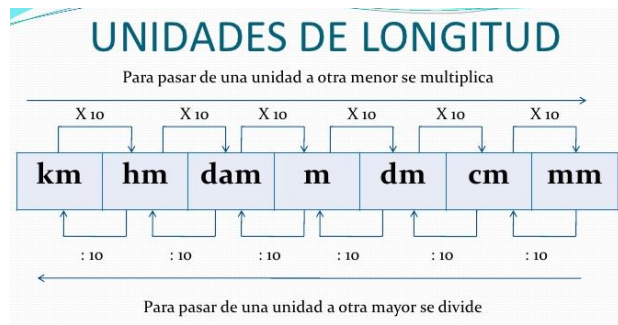 UNIDADES DE LONGITUD
Para pasar de una unidad a otra menor se multiplica
X 10 X 10 X 10 X 10 X 10 X 10
km hm dam m dm cm mm
: 10 : 10 : 10 : 10 : 10 : 10
Para pasar de una unidad a otra mayor se divide